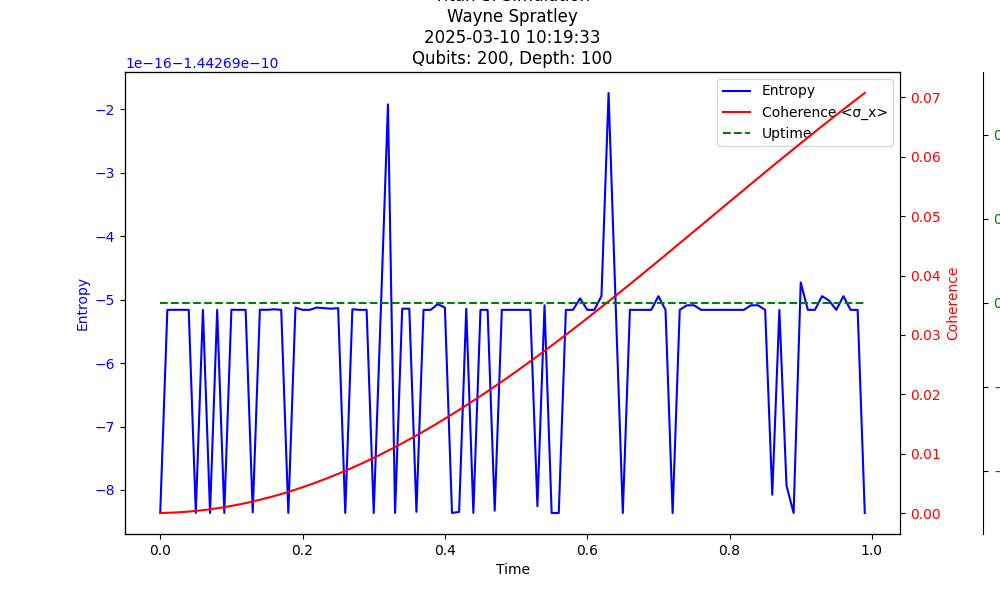 Wayne Spratley
2025-03-10 10:19:33
Qubits: 200, Depth: 100
1e−16−1.44269e−10
Entropy
Coherence <σ_x>
Uptime
−2
−3
−4
−5
−6
−7
−8
Entropy
0.07
0.06
0.05
0.04
0.03
0.02
0.01
0.00
Coherence
0.0
0.2
0.4
0.6
0.8
1.0
Time